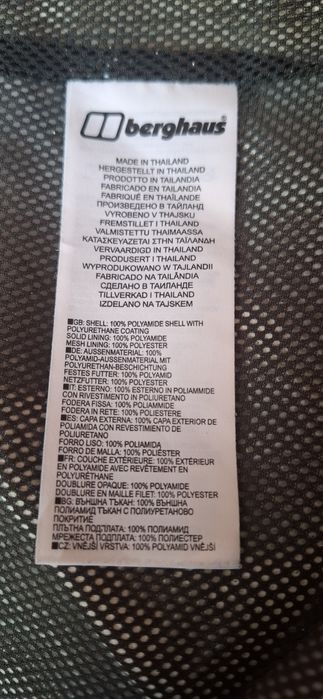 berghaus
MADE IN THAILAND
HERGESTELLT IN THAILAND
PRODOTTO IN TAILANDIA
FABRICADO EN TAILANDIA
FABRIQUÉ EN THAÏLANDE
ПРОИЗВЕДЕНО В ТАЙЛАНД
VYROBENO V THAJSKU
FREMSTILLET I THAILAND
VALMISTETTU THAIMAASSA
ΚΑΤΑΣΚΕΥΑΖΕΤΑΙ ΣΤΗΝ ΤΑΪΛΑΝΔΗ
VERVAARDIGD IN THAILAND
PRODUSERT I THAILAND
WYPRODUKOWANO W TAJLANDII
FABRICADO NA TAILÂNDIA
СДЕЛАНО В ТАИЛАНДЕ
TILLVERKAD I THAILAND
IZDELANO NA TAJSKEM
GB: SHELL: 100% POLYAMIDE SHELL WITH
POLYURETHANE COATING
SOLID LINING: 100% POLYAMIDE
MESH LINING: 100% POLYESTER
DE: AUSSENMATERIAL: 100%
POLYAMID-AUSSENMATERIAL MIT
POLYURETHAN-BESCHICHTUNG
FESTES FUTTER: 100% POLYAMID
NETZFUTTER: 100% POLYESTER
IT: ESTERNO: 100% ESTERNO IN POLIAMMIDE
CON RIVESTIMENTO IN POLIURETANO
FODERA FISSA: 100% POLIAMMIDE
FODERA IN RETE: 100% POLIESTERE
ES: CAPA EXTERNA: 100% CAPA EXTERIOR DE
POLIAMIDA CON REVESTIMIENTO DE
POLIURETANO
FORRO LISO: 100% POLIAMIDA
FORRO DE MALLA: 100% POLIÉSTER
FR: COUCHE EXTÉRIEURE: 100% EXTÉRIEUR
EN POLYAMIDE AVEC REVÊTEMENT EN
POLYURÉTHANE
DOUBLURE OPAQUE: 100% POLYAMIDE
DOUBLURE EN MAILLE FILET: 100% POLYESTER
BG: ВЪНШНА ТЪКАН: 100% ВЪНШНА
ПОЛИАМИД ТЪКАН С ПОЛИУРЕТАНОВО
ПОКРИТИЕ
ПЛЪТНА ПОДПЛАТА: 100% ПОЛИАМИД
МРЕЖЕСТА ПОДПЛАТА: 100% ПОЛИЕСТЕР
CZ: VNĚJŠÍ VRSTVA: 100% POLYAMID VNĚJŠÍ